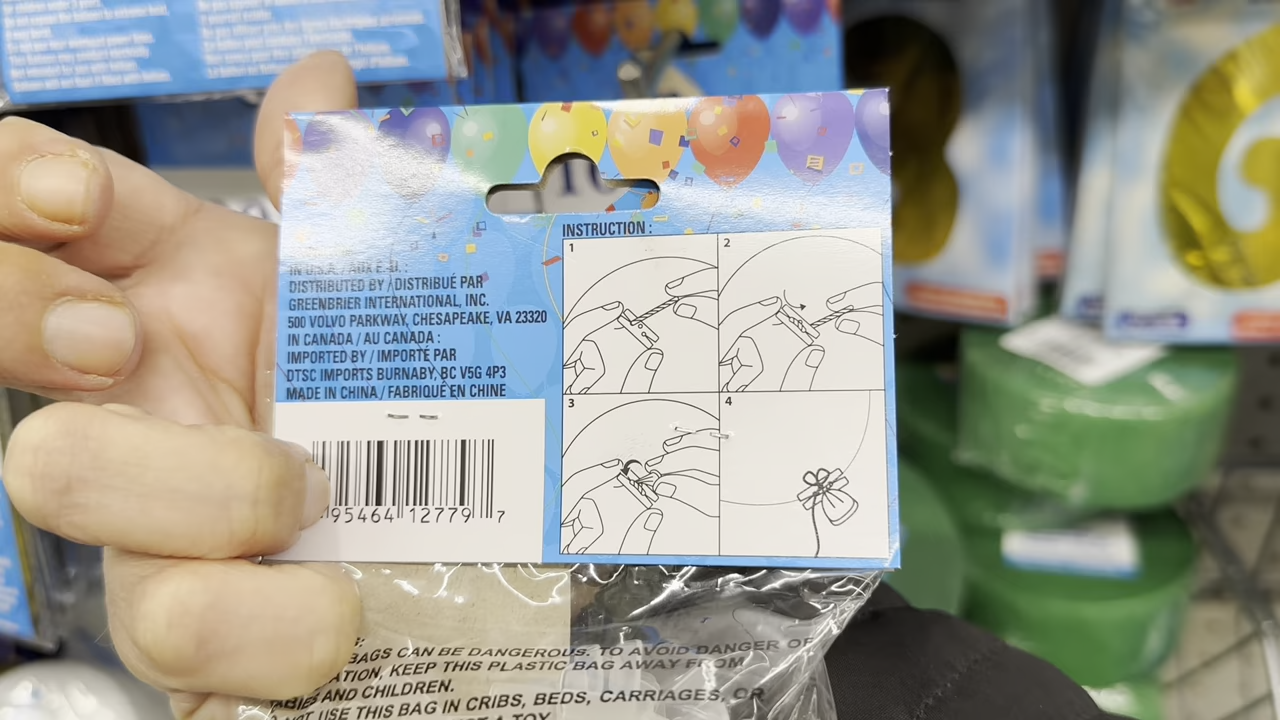 INSTRUCTION :
1
2
3
4
IN U.S.A. / AUX É.-U. :
DISTRIBUTED BY / DISTRIBUÉ PAR
GREENBRIER INTERNATIONAL, INC.
500 VOLVO PARKWAY, CHESAPEAKE, VA 23320
IN CANADA / AU CANADA :
IMPORTED BY / IMPORTÉ PAR
DTSC IMPORTS BURNABY, BC V5G 4P3
MADE IN CHINA / FABRIQUÉ EN CHINE
95464 12779 7
BAGS CAN BE DANGEROUS. TO AVOID DANGER OF
KEEP THIS PLASTIC BAG AWAY FROM
AND CHILDREN.
USE THIS BAG IN CRIBS, BEDS, CARRIAGES, OR
A TOY